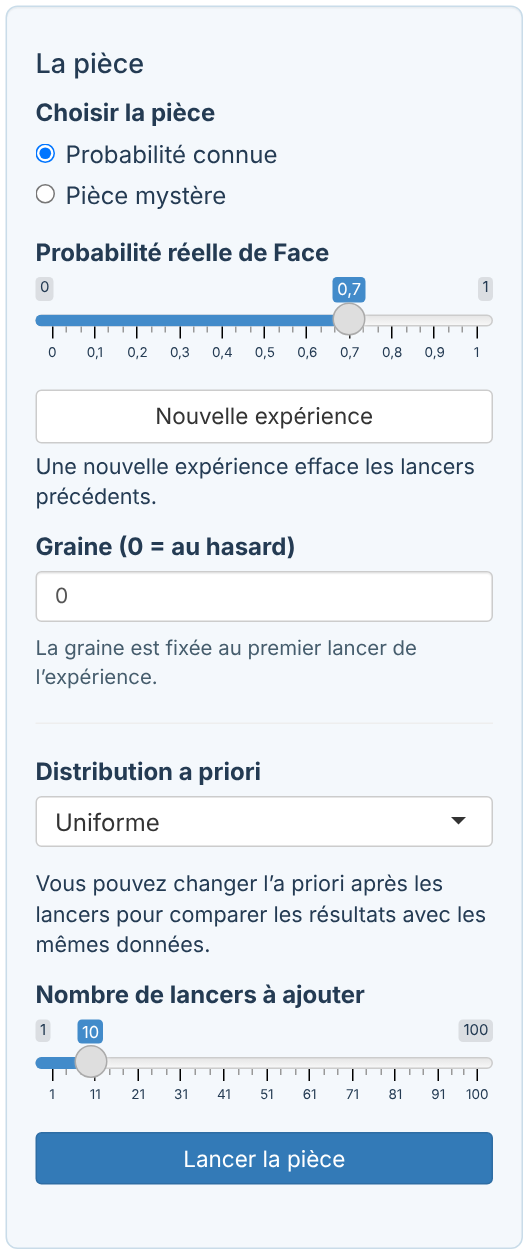 La pièce
Choisir la pièce
Probabilité connue
Pièce mystère
Probabilité réelle de Face
0 0,7 1
0 0,1 0,2 0,3 0,4 0,5 0,6 0,7 0,8 0,9 1
Nouvelle expérience
Une nouvelle expérience efface les lancers
précédents.
Graine (0 = au hasard)
0
La graine est fixée au premier lancer de
l’expérience.
Distribution a priori
Uniforme
Vous pouvez changer l’a priori après les
lancers pour comparer les résultats avec les
mêmes données.
Nombre de lancers à ajouter
1 10 100
1 11 21 31 41 51 61 71 81 91 100
Lancer la pièce